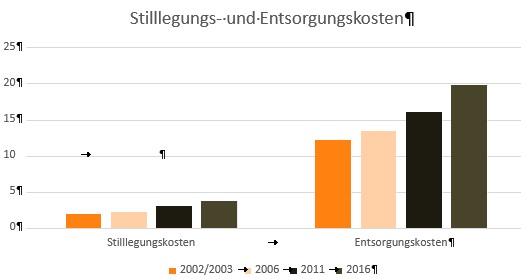 Stilllegungs-·und·Entsorgungskosten¶
25¶
20¶
15¶
10 → ¶
5¶
0¶
Stilllegungskosten → Entsorgungskosten¶
2002/2003 → 2006 → 2011 → 2016¶